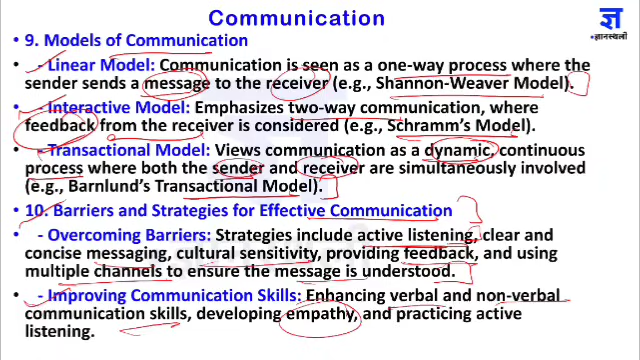 Communication
ज्ञ
ज्ञानस्थली
• 9. Models of Communication
• - Linear Model: Communication is seen as a one-way process where the
sender sends a message to the receiver (e.g., Shannon-Weaver Model).
• - Interactive Model: Emphasizes two-way communication, where
feedback from the receiver is considered (e.g., Schramm's Model).
• - Transactional Model: Views communication as a dynamic, continuous
process where both the sender and receiver are simultaneously involved
(e.g., Barnlund's Transactional Model).
• 10. Barriers and Strategies for Effective Communication
• - Overcoming Barriers: Strategies include active listening, clear and
concise messaging, cultural sensitivity, providing feedback, and using
multiple channels to ensure the message is understood.
• - Improving Communication Skills: Enhancing verbal and non-verbal
communication skills, developing empathy, and practicing active
listening.